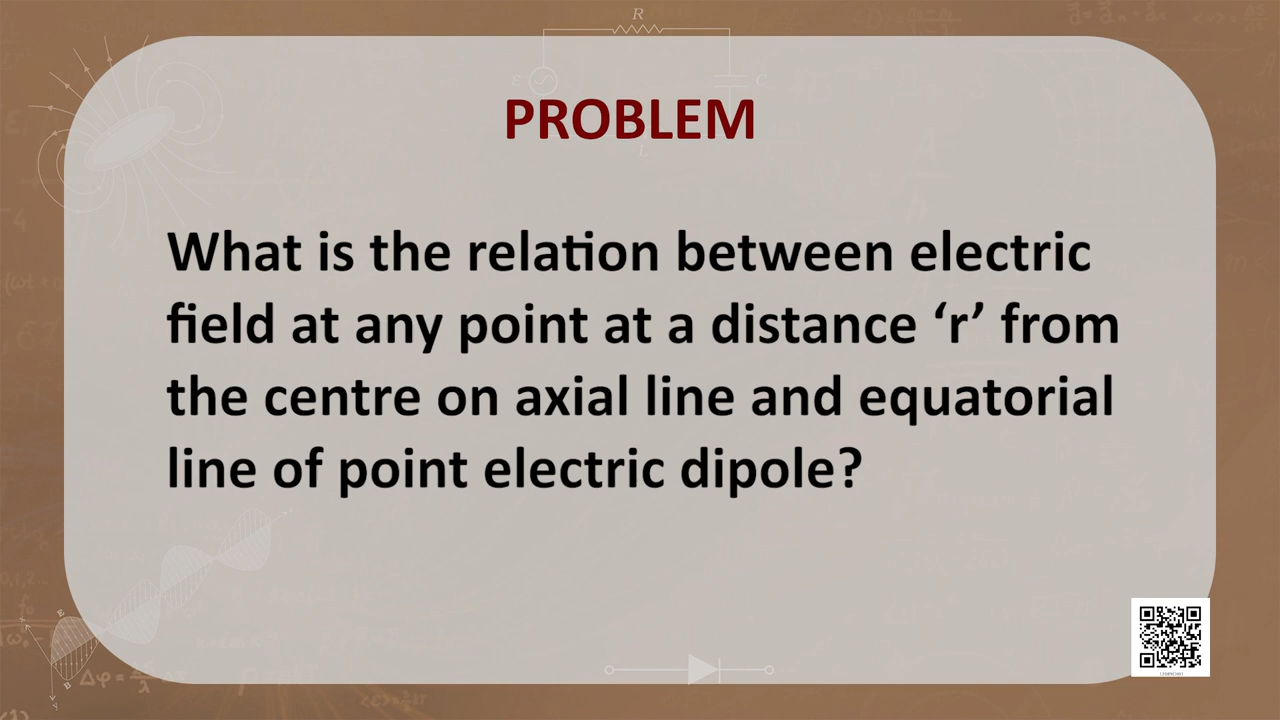 R
ε
C
PROBLEM
L
What is the relation between electric
field at any point at a distance ‘r’ from
the centre on axial line and equatorial
line of point electric dipole?